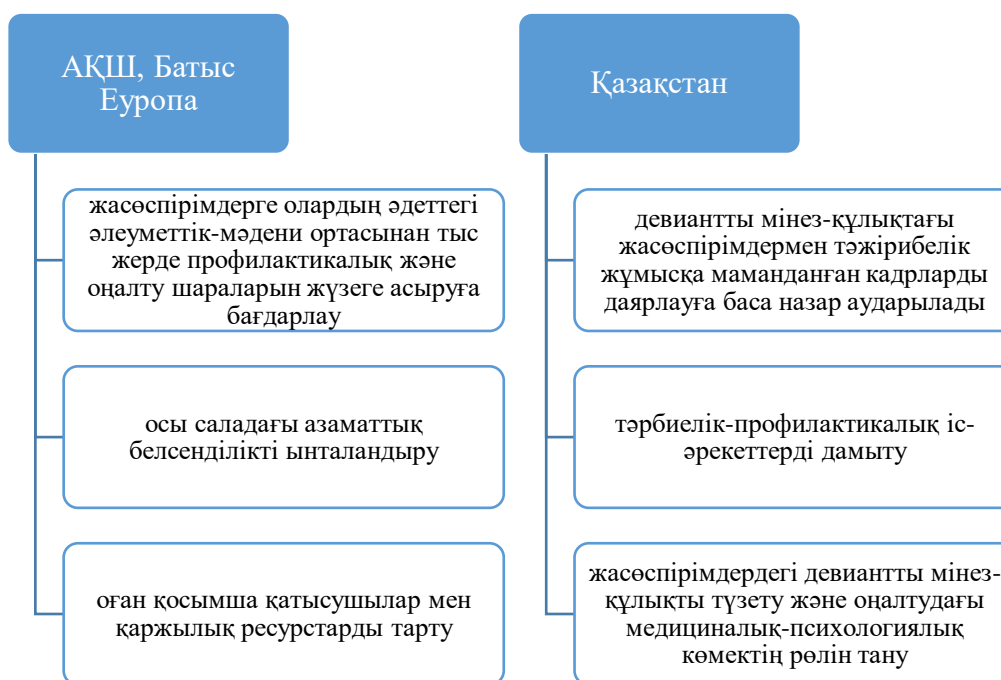 АҚШ, Батыс
Еуропа
жасөспірімдерге олардың әдеттегі
әлеуметтік-мәдени ортасынан тыс
жерде профилактикалық және
оңалту шараларын жүзеге асыруға
бағдарлау
осы саладағы азаматтық
белсенділікті ынталандыру
оған қосымша қатысушылар мен
қаржылық ресурстарды тарту
Қазақстан
девиантты мінез-құлықтағы
жасөспірімдермен тәжірибелік
жұмысқа маманданған кадрларды
даярлауға баса назар аударылады
тәрбиелік-профилактикалық іс-
әрекеттерді дамыту
жасөспірімдердегі девиантты мінез-
құлықты түзету және оңалтудағы
медициналық-психологиялық
көмектің рөлін тану